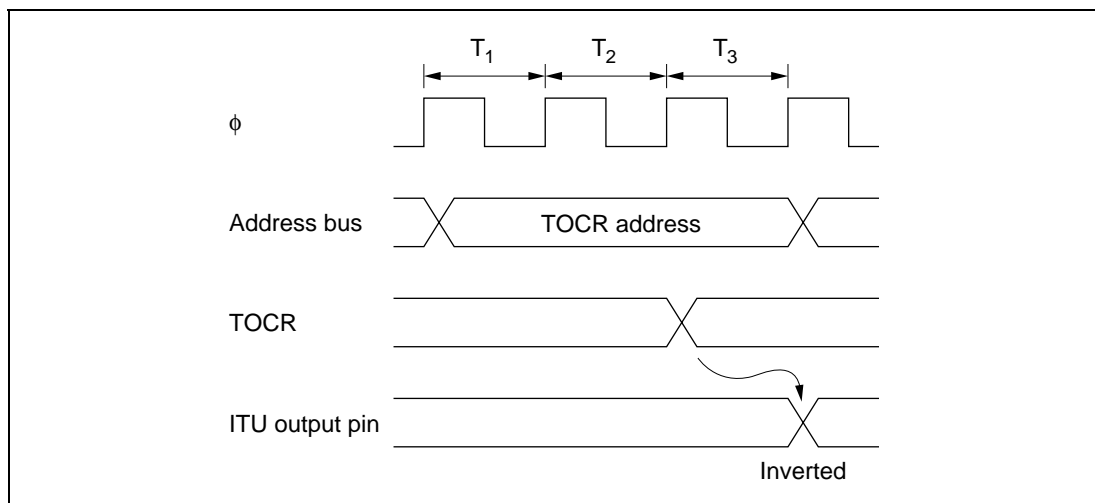 T1 T2 T3
ϕ
Address bus
TOCR address
TOCR
ITU output pin
Inverted